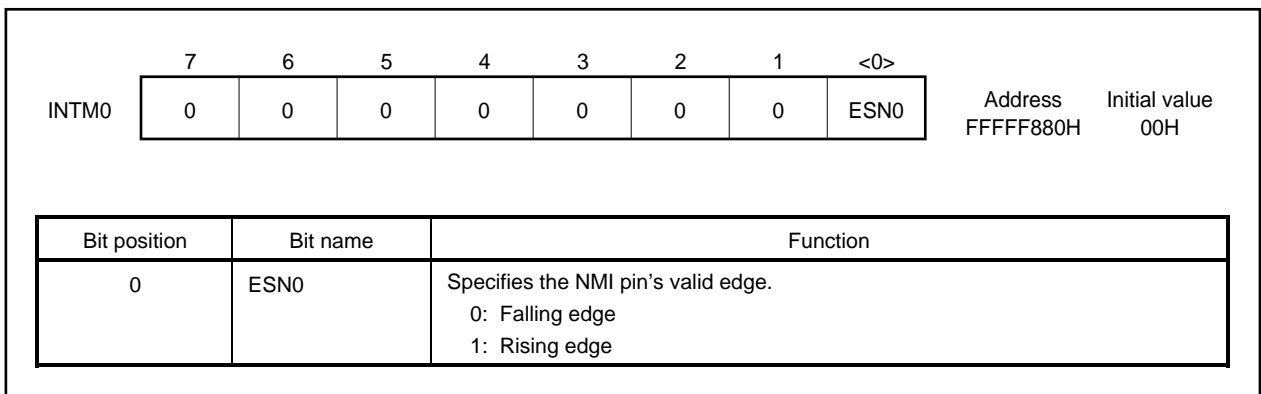 7 6 5 4 3 2 1 <0>
INTM0 0 0 0 0 0 0 0 ESN0 Address Initial value
FFFFF880H 00H
Bit position Bit name Function
0 ESN0 Specifies the NMI pin’s valid edge.
0: Falling edge
1: Rising edge